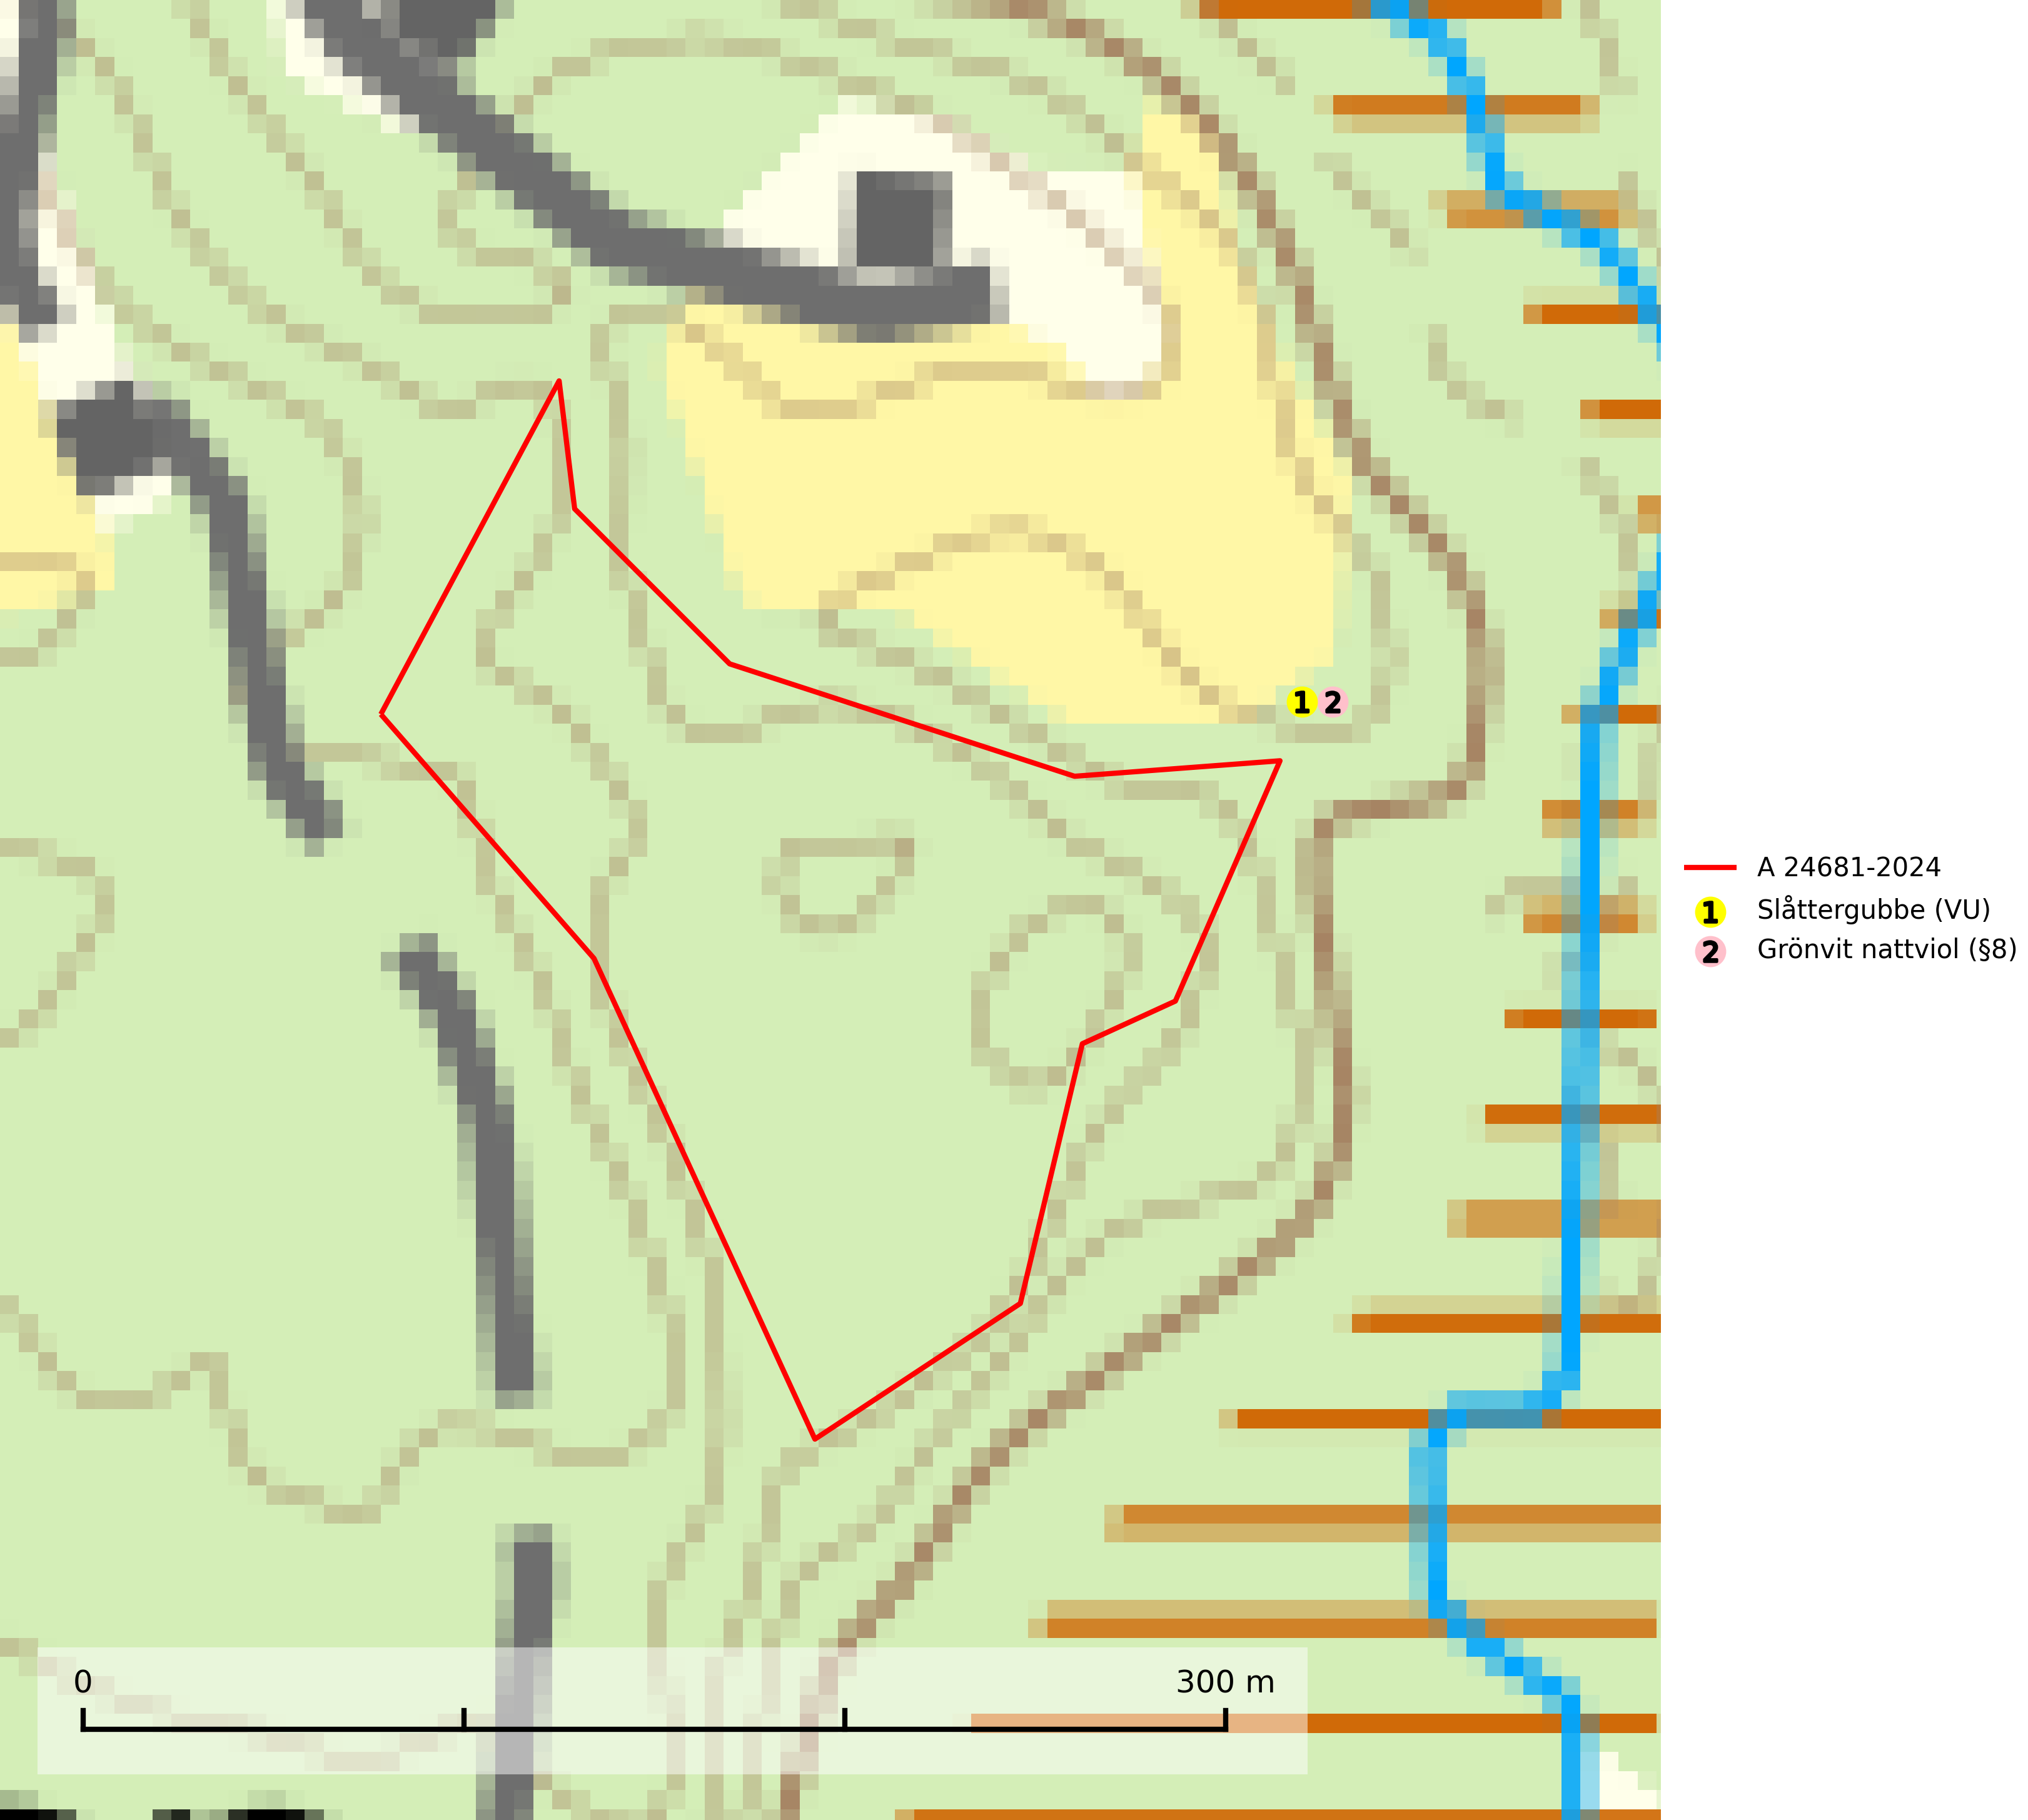 1 2
A 24681-2024
1 Slåttergubbe (VU)
2 Grönvit nattviol (§8)
0 300 m